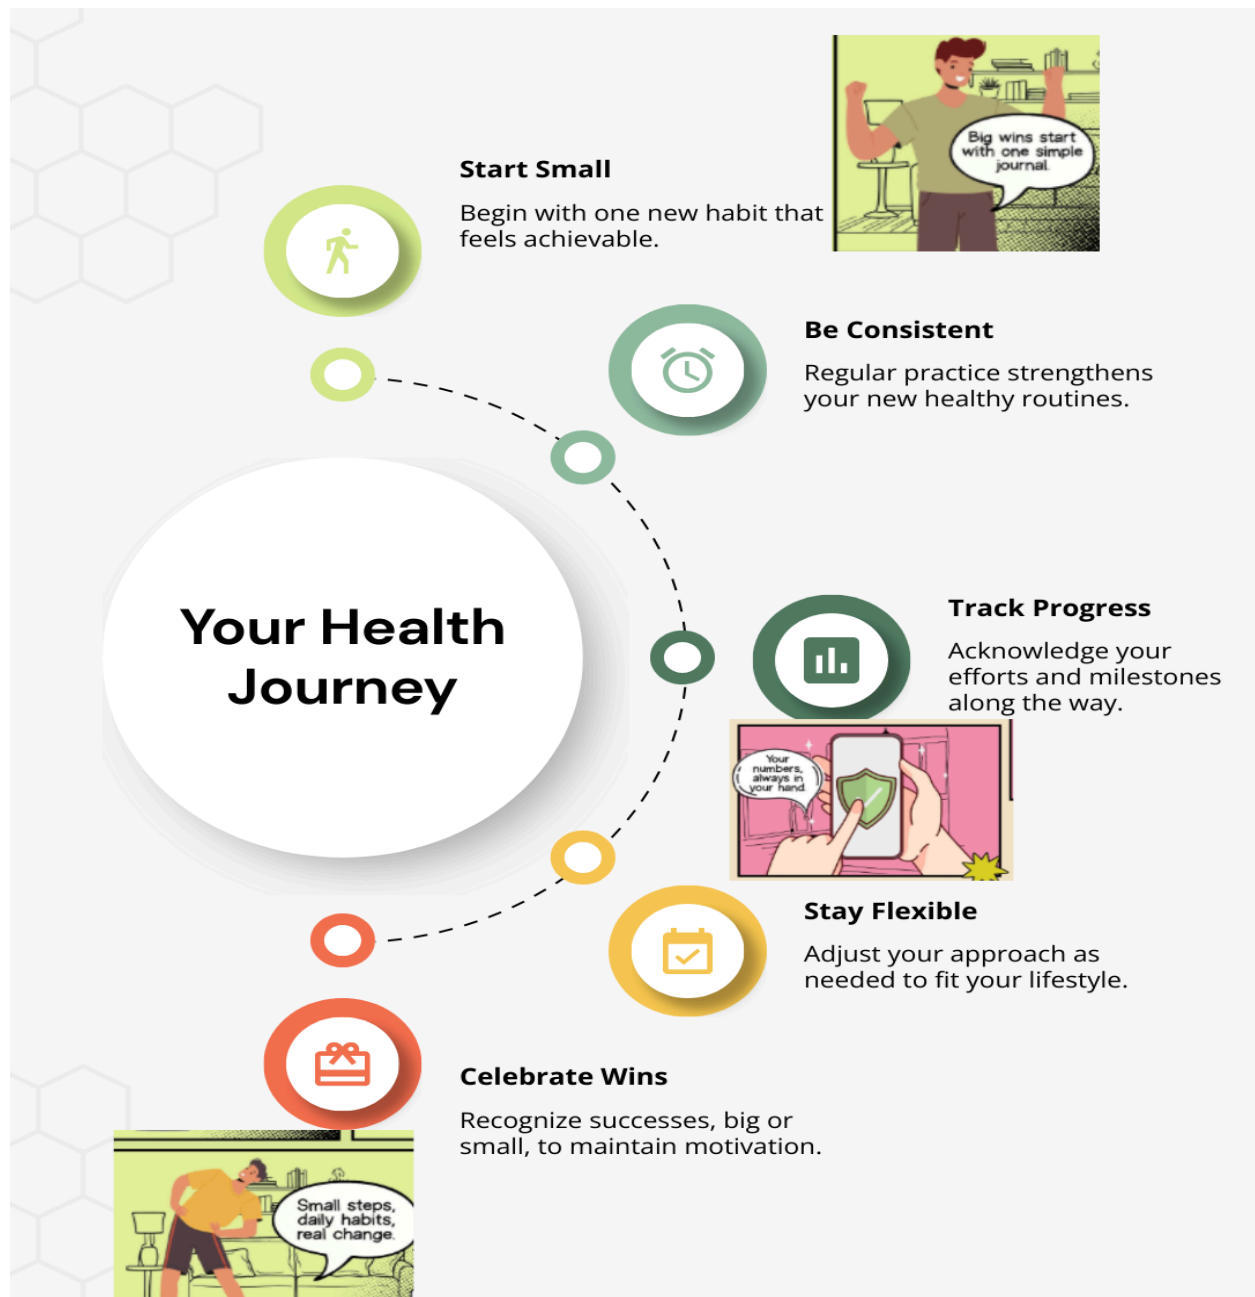 Big wins start
with one simple
journal.
Start Small
Begin with one new habit that
feels achievable.
Be Consistent
Regular practice strengthens
your new healthy routines.
Your Health
Journey
Track Progress
Acknowledge your
efforts and milestones
along the way.
Your
numbers,
always in
your hand.
Stay Flexible
Adjust your approach as
needed to fit your lifestyle.
Celebrate Wins
Recognize successes, big or
small, to maintain motivation.
Small steps,
daily habits,
real change.